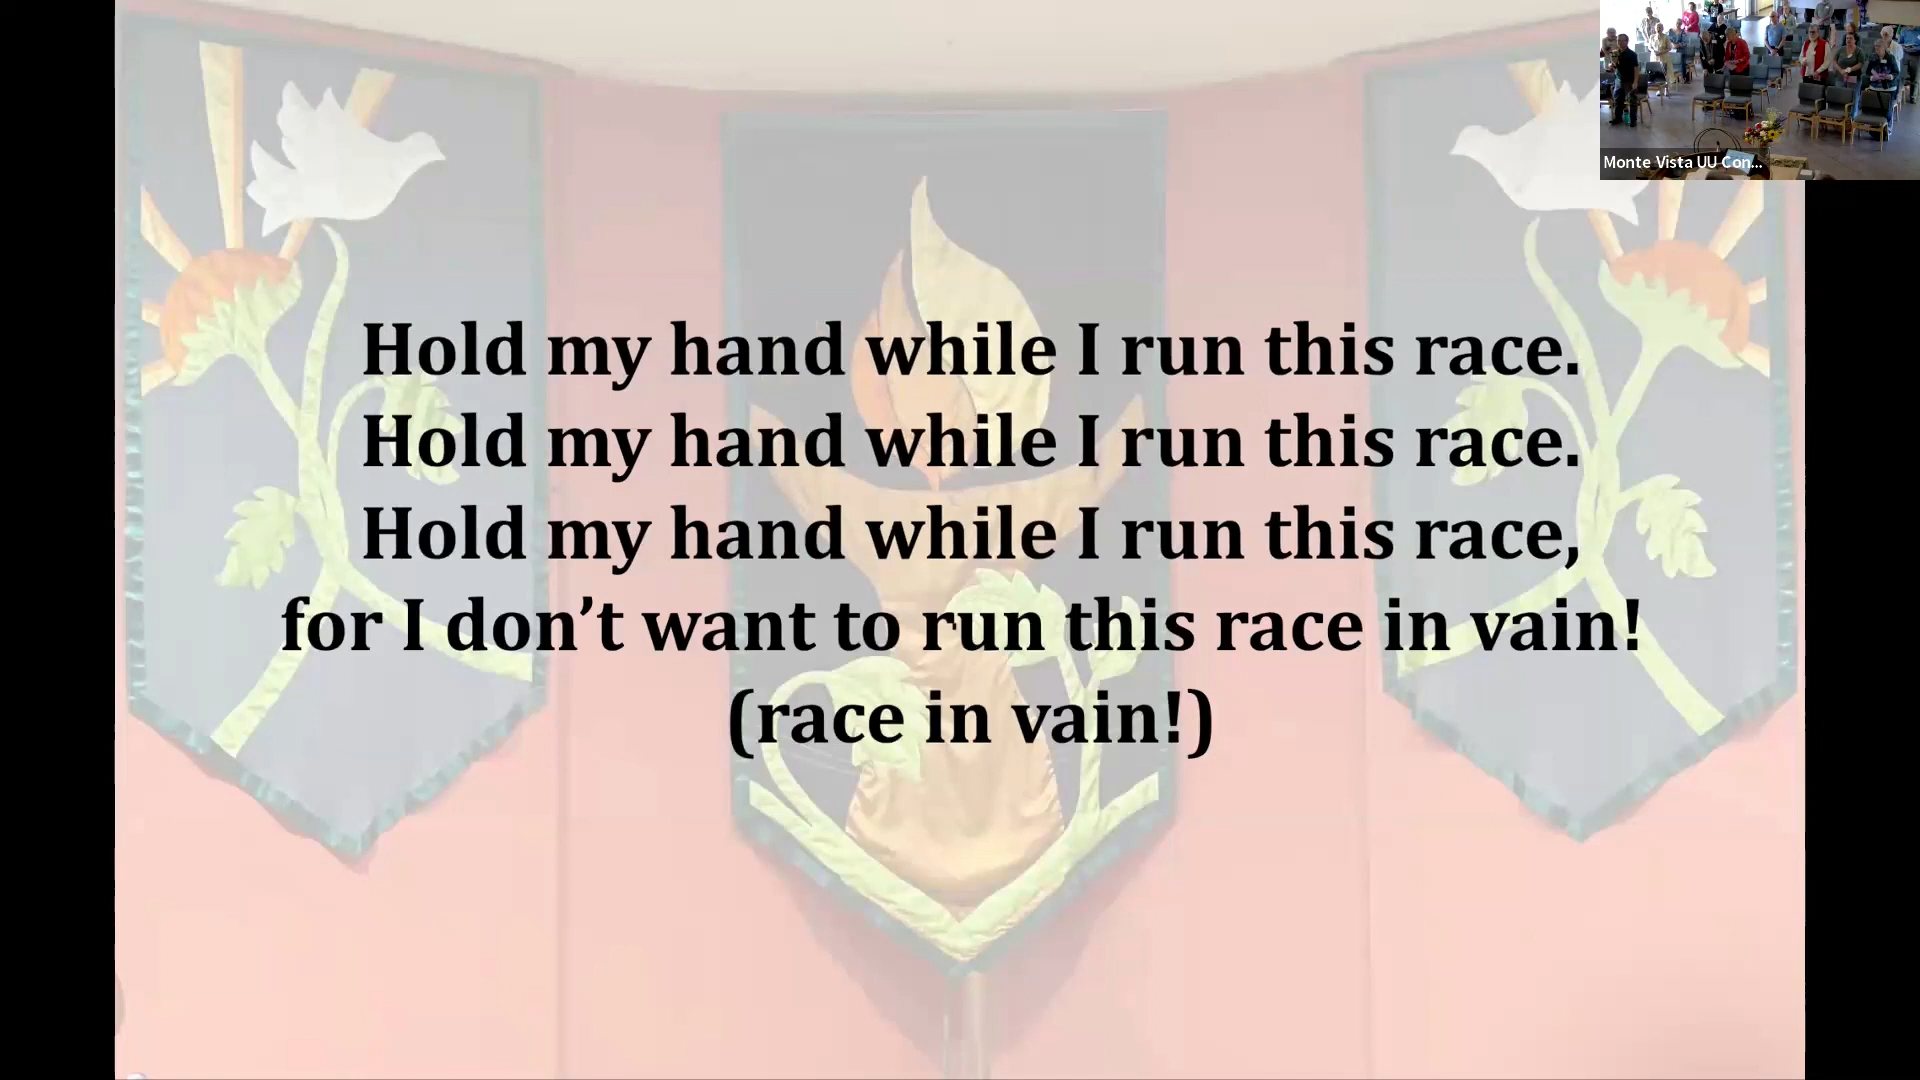 Hold my hand while I run this race.
Hold my hand while I run this race.
Hold my hand while I run this race,
for I don’t want to run this race in vain!
(race in vain!)
Monte Vista UU Con...